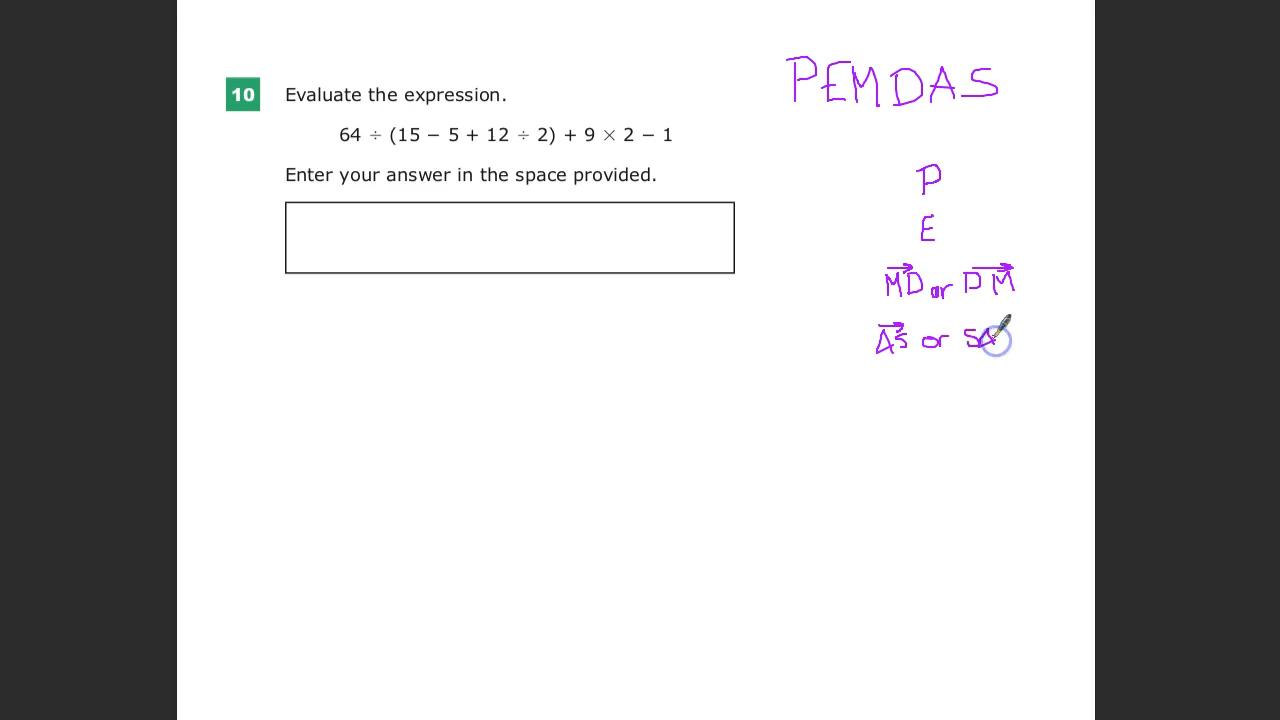 PEMDAS
10 Evaluate the expression.
64 ÷ (15 − 5 + 12 ÷ 2) + 9 × 2 − 1
Enter your answer in the space provided.
P
E
MD or DM
AS or SA